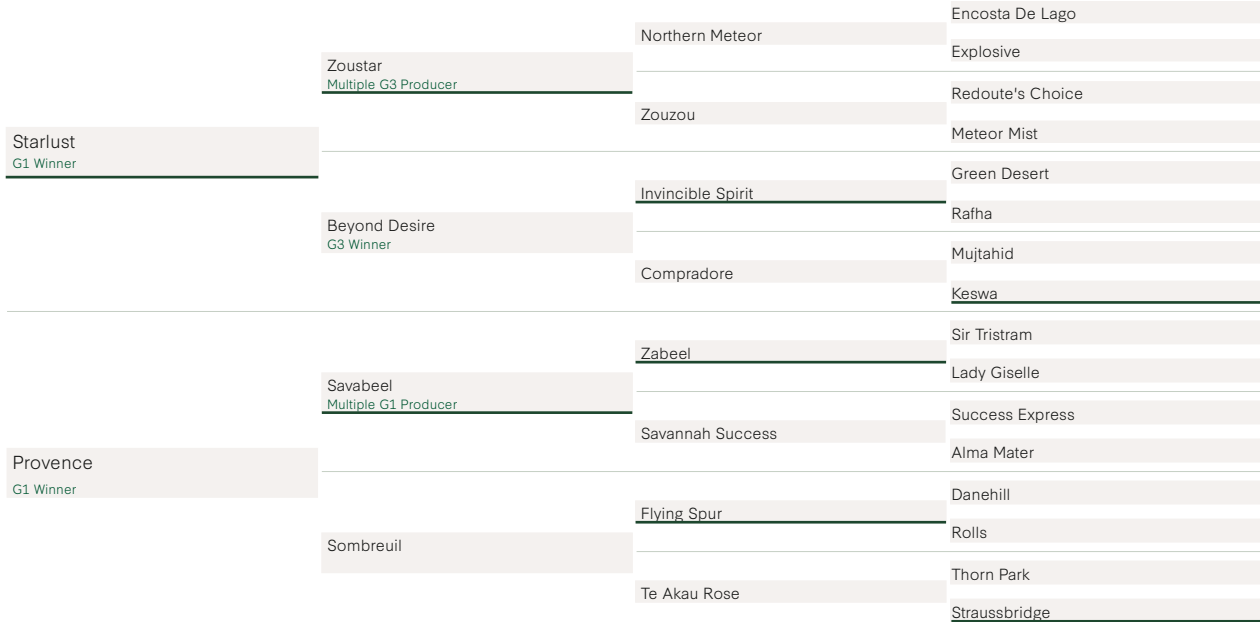 Starlust
G1 Winner
Provence
G1 Winner
Zoustar
Multiple G3 Producer
Beyond Desire
G3 Winner
Savabeel
Multiple G1 Producer
Sombreuil
Northern Meteor
Zouzou
Invincible Spirit
Compradore
Zabeel
Savannah Success
Flying Spur
Te Akau Rose
Encosta De Lago
Explosive
Redoute's Choice
Meteor Mist
Green Desert
Rafha
Mujtahid
Keswa
Sir Tristram
Lady Giselle
Success Express
Alma Mater
Danehill
Rolls
Thorn Park
Straussbridge